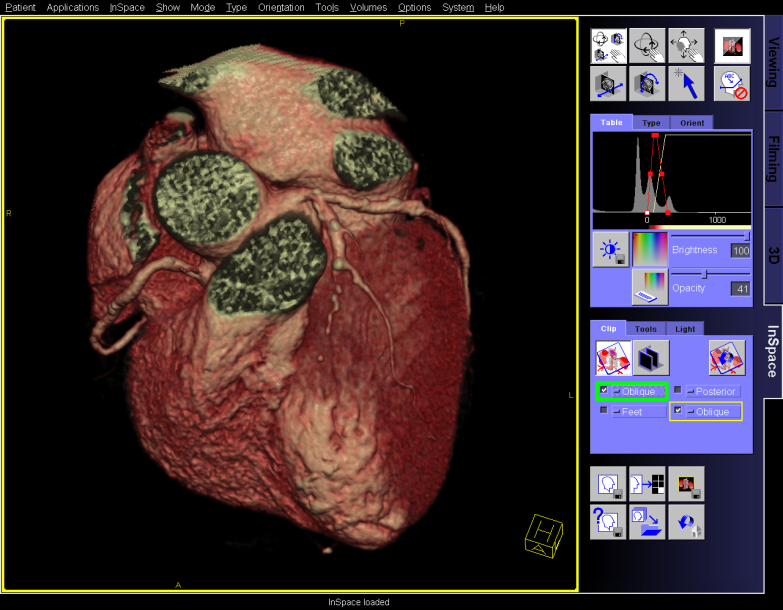 Patient Applications InSpace Show Mode Type Orientation Tools Volumes Options System Help
P
R
L
A
H
A
Viewing
Filming
3D
InSpace
ABC
Table Type Orient
0 1000
Brightness 100
Opacity 41
Clip Tools Light
Oblique Posterior
Feet Oblique
?
InSpace loaded